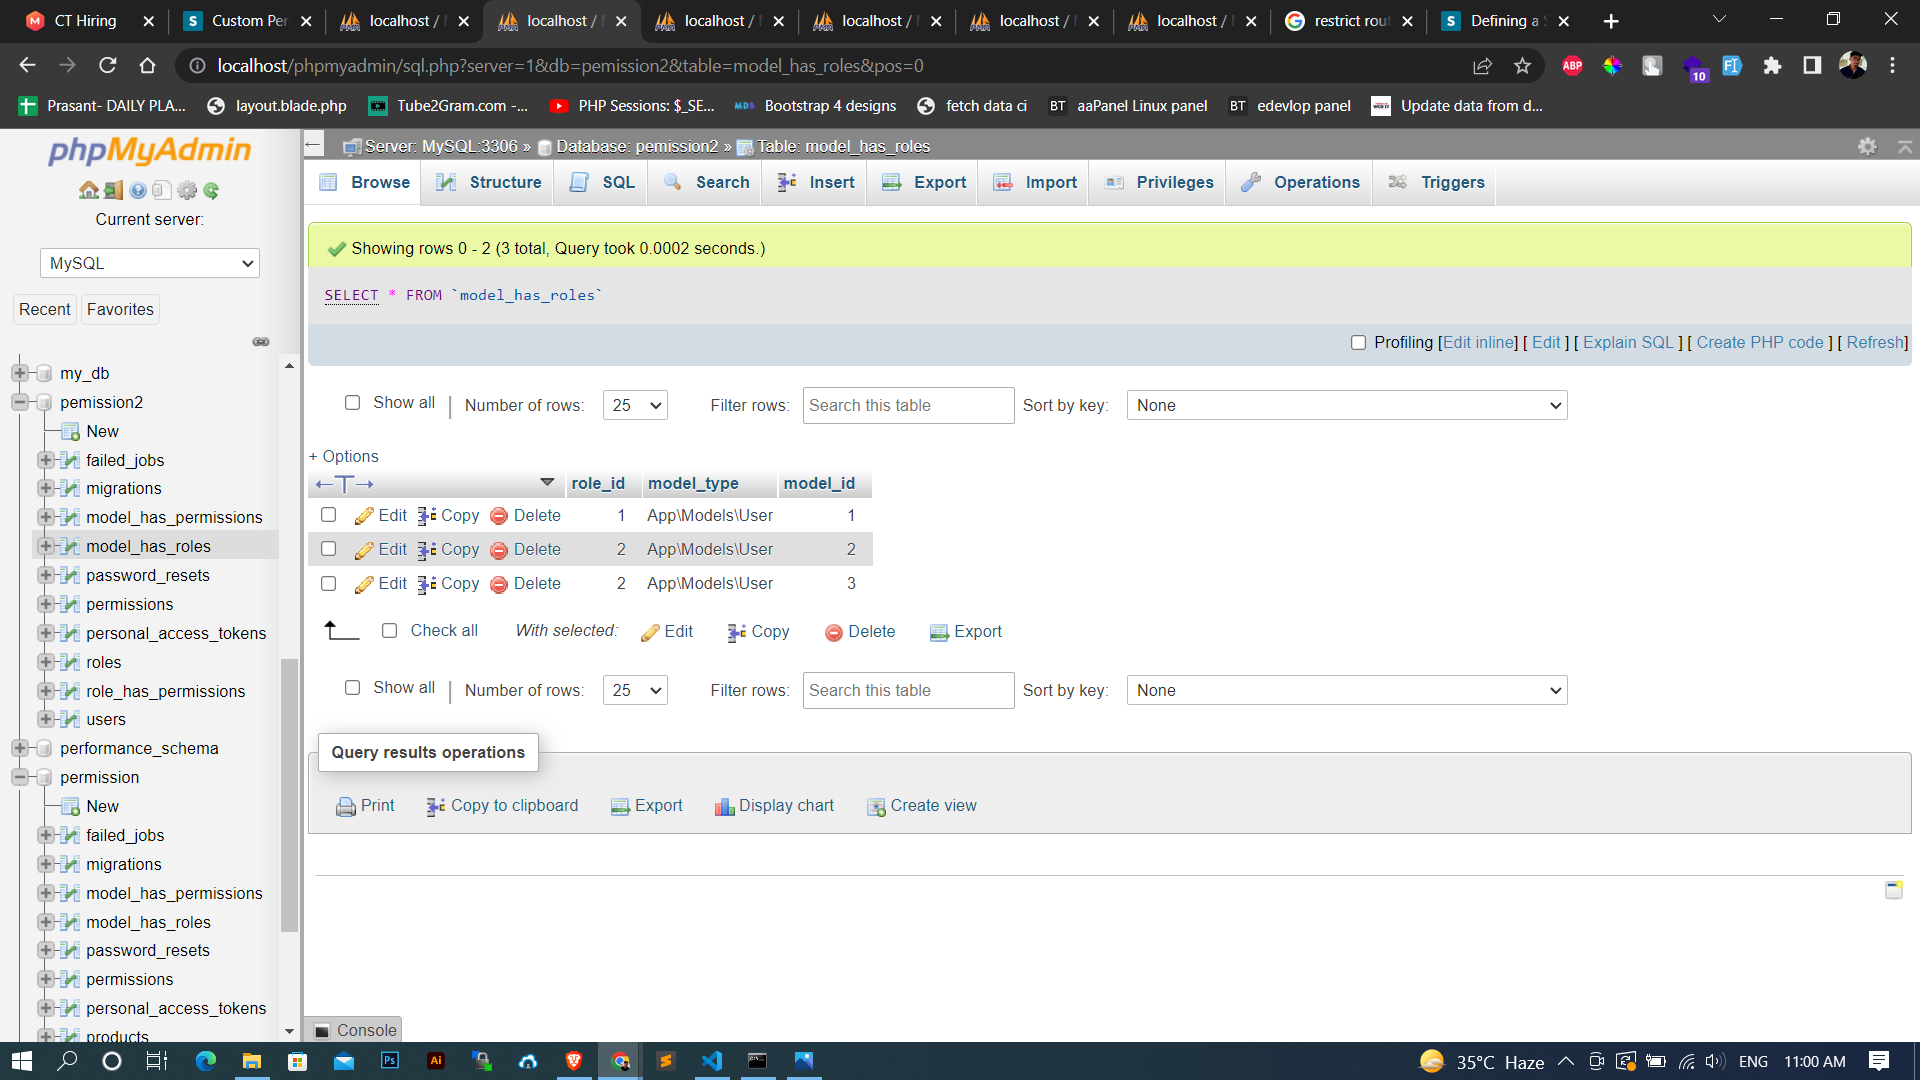 CT Hiring
Custom Per
localhost / 
localhost / 
localhost / 
localhost / 
localhost / 
localhost / 
restrict rout
Defining a S
localhost/phpmyadmin/sql.php?server=1&db=pemission2&table=model_has_roles&pos=0
ABP
10
Prasant- DAILY PLA...
layout.blade.php
Tube2Gram.com -...
PHP Sessions: $_SE...
MDB Bootstrap 4 designs
fetch data ci
BT aaPanel Linux panel
BT edevlop panel
Update data from d...
phpMyAdmin
Current server:
MySQL
Recent Favorites
my_db
pemission2
New
failed_jobs
migrations
model_has_permissions
model_has_roles
password_resets
permissions
personal_access_tokens
roles
role_has_permissions
users
performance_schema
permission
New
failed_jobs
migrations
model_has_permissions
model_has_roles
password_resets
permissions
personal_access_tokens
products
Server: MySQL:3306 » Database: pemission2 » Table: model_has_roles
Browse Structure SQL Search Insert Export Import Privileges Operations Triggers
Showing rows 0 - 2 (3 total, Query took 0.0002 seconds.)
SELECT * FROM `model_has_roles`
Profiling [Edit inline] [ Edit ] [ Explain SQL ] [ Create PHP code ] [ Refresh]
Show all | Number of rows: 25 Filter rows: Search this table Sort by key: None
+ Options
←T→ role_id model_type model_id
Edit Copy Delete 1 App\Models\User 1
Edit Copy Delete 2 App\Models\User 2
Edit Copy Delete 2 App\Models\User 3
Check all With selected: Edit Copy Delete Export
Show all | Number of rows: 25 Filter rows: Search this table Sort by key: None
Query results operations
Print Copy to clipboard Export Display chart Create view
Console
Ps Ai
35°C Haze ENG 11:00 AM